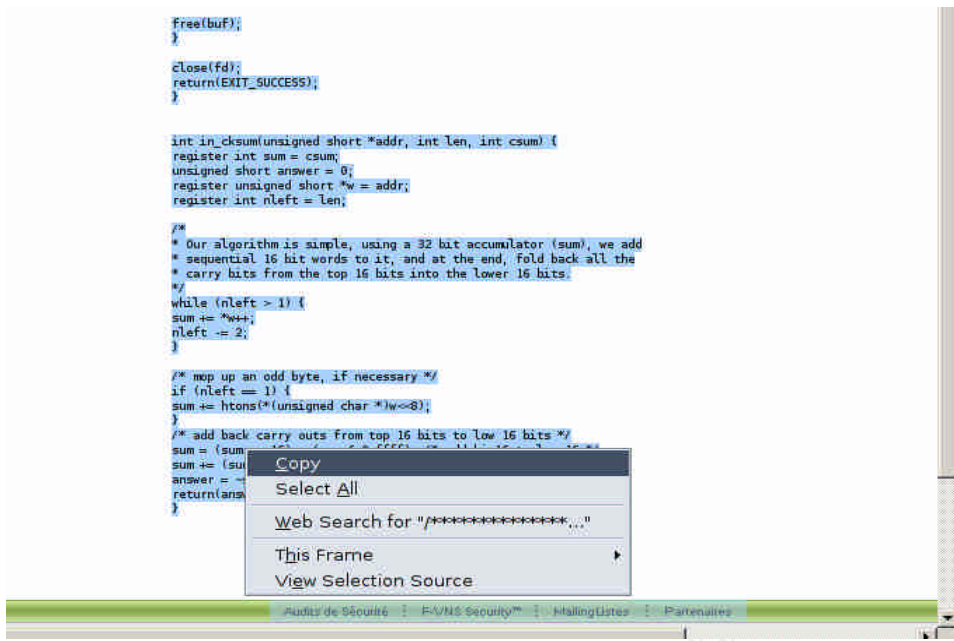 free(buf);
}
close(fd);
return(EXIT_SUCCESS);
}
int in_cksum(unsigned short *addr, int len, int csum) {
register int sum = csum;
unsigned short answer = 0;
register unsigned short *w = addr;
register int nleft = len;
/*
* Our algorithm is simple, using a 32 bit accumulator (sum), we add
* sequential 16 bit words to it, and at the end, fold back all the
* carry bits from the top 16 bits into the lower 16 bits.
*/
while (nleft > 1) {
sum += *w++;
nleft -= 2;
}
/* mop up an odd byte, if necessary */
if (nleft == 1) {
sum += htons(*(unsigned char *)w<<8);
}
/* add back carry outs from top 16 bits to low 16 bits */
sum = (sum
sum += (su
answer = ~
return(ans
}
Copy
Select All
Web Search for "/**************..."
This Frame
View Selection Source
Audits de Sécurité : F-VNS Security™ : MailingListes : Partenaires